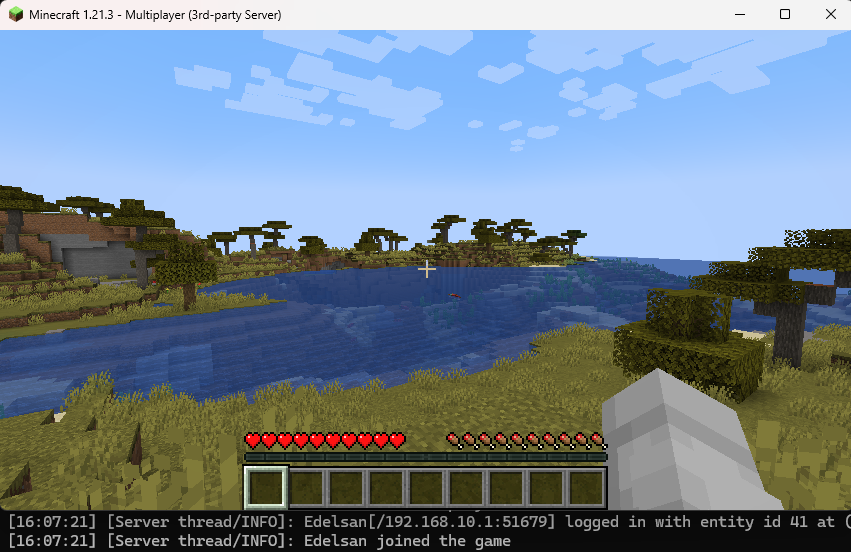 Minecraft 1.21.3 - Multiplayer (3rd-party Server)
[16:07:21] [Server thread/INFO]: Edelsan[/192.168.10.1:51679] logged in with entity id 41 at (
[16:07:21] [Server thread/INFO]: Edelsan joined the game